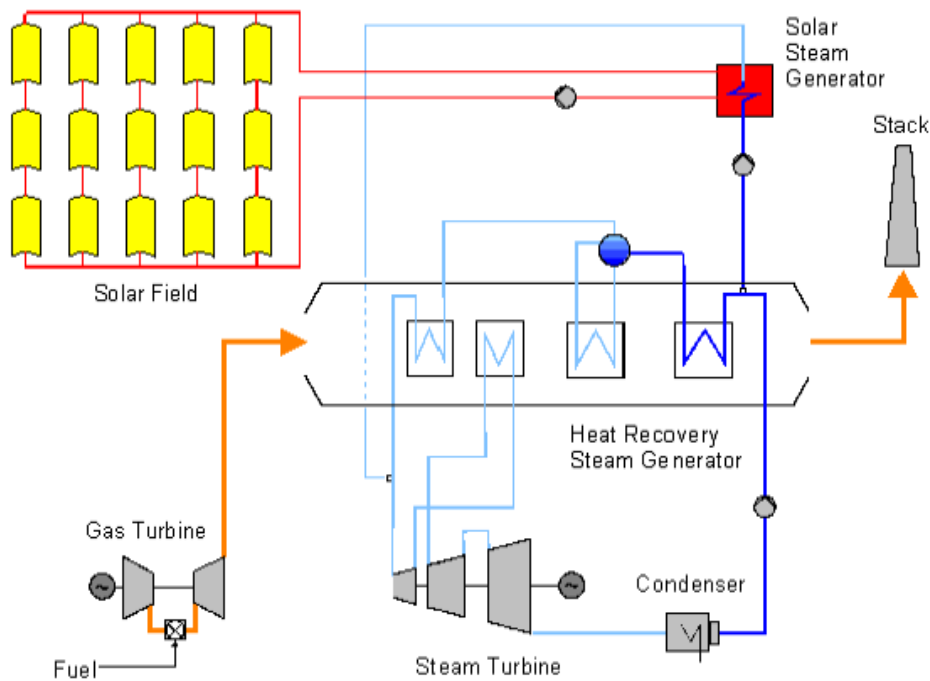 Solar
Steam
Generator
Stack
Solar Field
Heat Recovery
Steam Generator
Gas Turbine
Condenser
Steam Turbine
Fuel